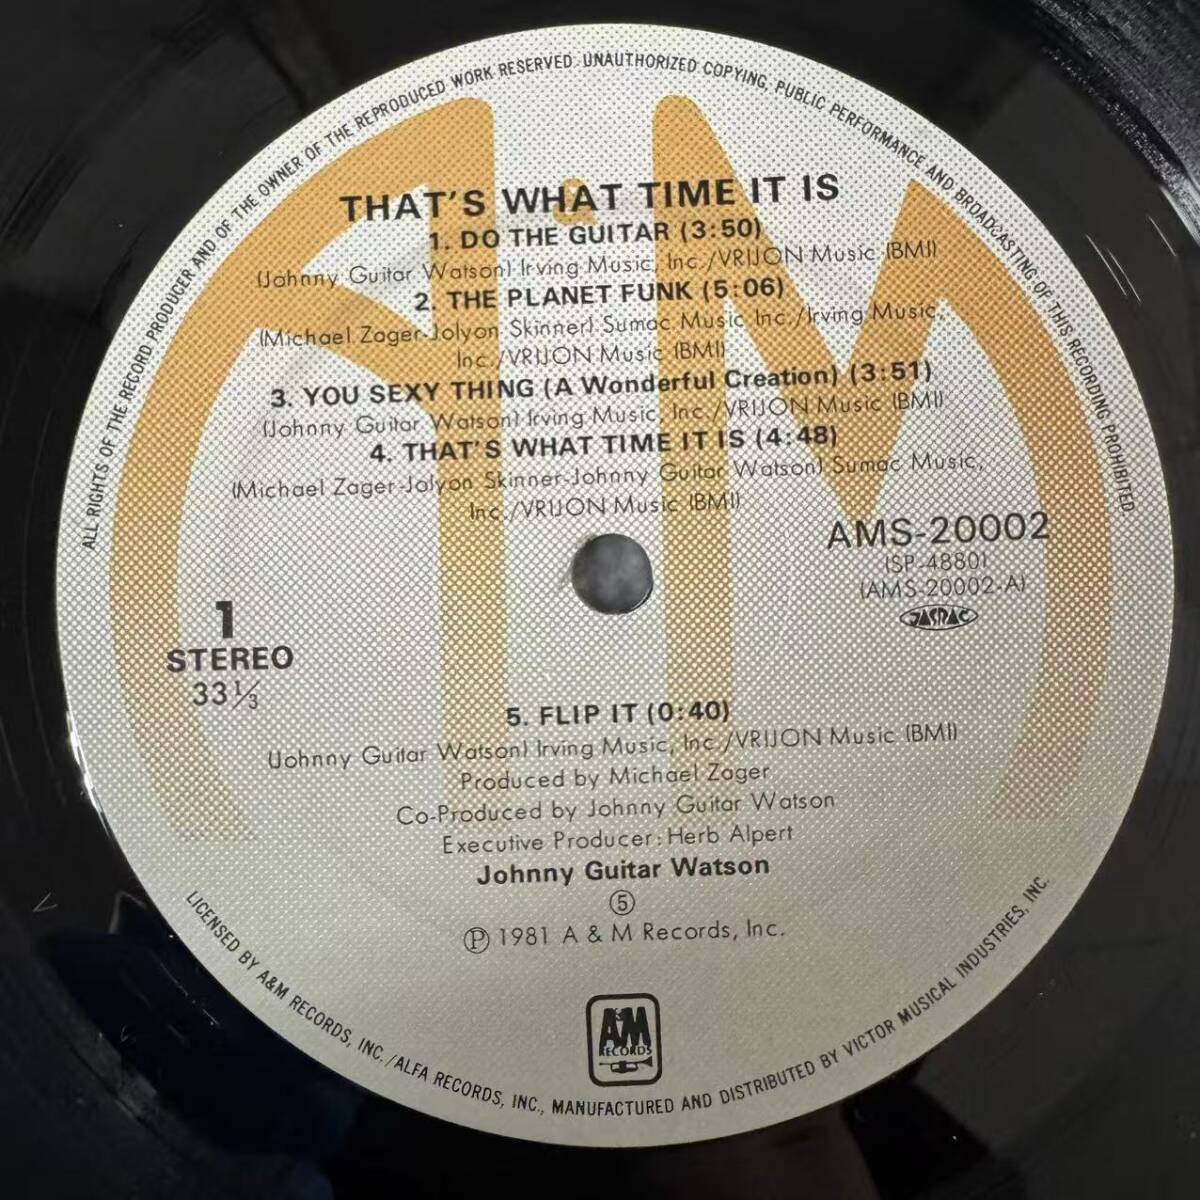 ALL RIGHTS OF THE RECORD PRODUCER AND OF THE OWNER OF THE REPRODUCED WORK RESERVED. UNAUTHORIZED COPYING, PUBLIC PERFORMANCE AND BROADCASTING OF THIS RECORDING PROHIBITED
THAT'S WHAT TIME IT IS
1. DO THE GUITAR (3:50)
(Johnny Guitar Watson) Irving Music, Inc./VRIJON Music (BMI)
2. THE PLANET FUNK (5:06)
(Michael Zager-Jolyon Skinner) Sumac Music Inc./Irving Music,
Inc./VRIJON Music (BMI)
3. YOU SEXY THING (A Wonderful Creation) (3:51)
(Johnny Guitar Watson) Irving Music, Inc./VRIJON Music (BMI)
4. THAT'S WHAT TIME IT IS (4:48)
(Michael Zager-Jolyon Skinner-Johnny Guitar Watson) Sumac Music,
Inc./VRIJON Music (BMI)
AMS-20002
(SP-4880)
(AMS-20002-A)
JASRAC
1
STEREO
33 1/3
5. FLIP IT (0:40)
(Johnny Guitar Watson) Irving Music, Inc./VRIJON Music (BMI)
Produced by Michael Zager
Co-Produced by Johnny Guitar Watson
Executive Producer: Herb Alpert
Johnny Guitar Watson
⑤
Ⓟ 1981 A & M Records, Inc.
A&M
RECORDS
LICENSED BY A&M RECORDS, INC./ALFA RECORDS, INC., MANUFACTURED AND DISTRIBUTED BY VICTOR MUSICAL INDUSTRIES, INC.